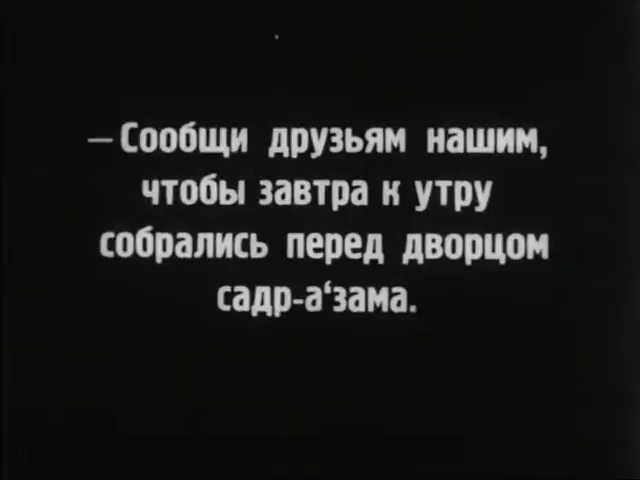 — Сообщи друзьям нашим,
чтобы завтра к утру
собрались перед дворцом
садр-а‘зама.